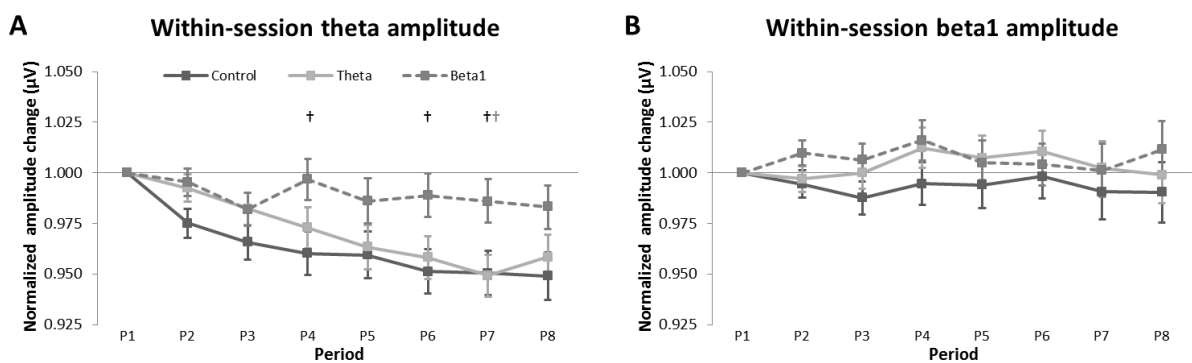 A
Within-session theta amplitude
Normalized amplitude change (µV)
1.050
1.025
1.000
0.975
0.950
0.925
Control
Theta
Beta1
†
†
††
P1 P2 P3 P4 P5 P6 P7 P8
Period
B
Within-session beta1 amplitude
Normalized amplitude change (µV)
1.050
1.025
1.000
0.975
0.950
0.925
P1 P2 P3 P4 P5 P6 P7 P8
Period